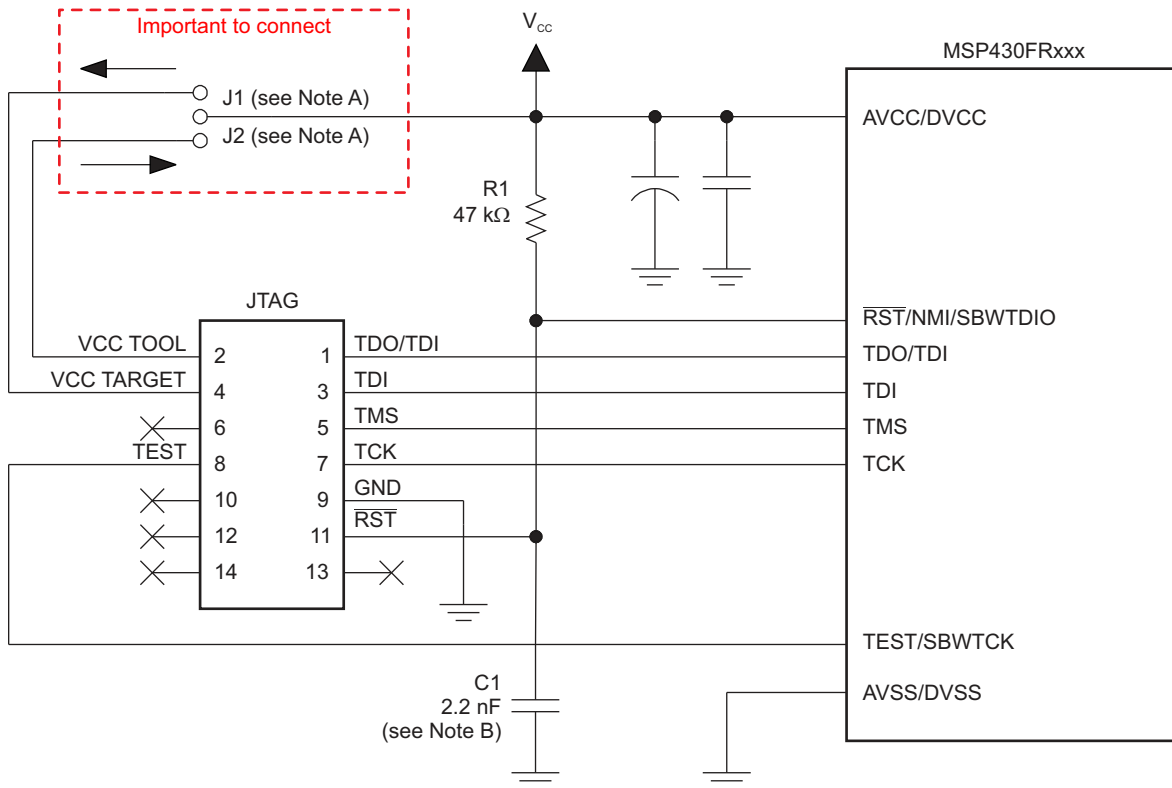 Important to connect
VCC
MSP430FRxxx
J1 (see Note A)
J2 (see Note A)
AVCC/DVCC
R1
47 kΩ
JTAG
RST/NMI/SBWTDIO
VCC TOOL 2 1 TDO/TDI
TDO/TDI
VCC TARGET 4 3 TDI
TDI
6 5 TMS
TMS
TEST 8 7 TCK
TCK
10 9 GND
12 11 RST
14 13
TEST/SBWTCK
C1
2.2 nF
(see Note B)
AVSS/DVSS